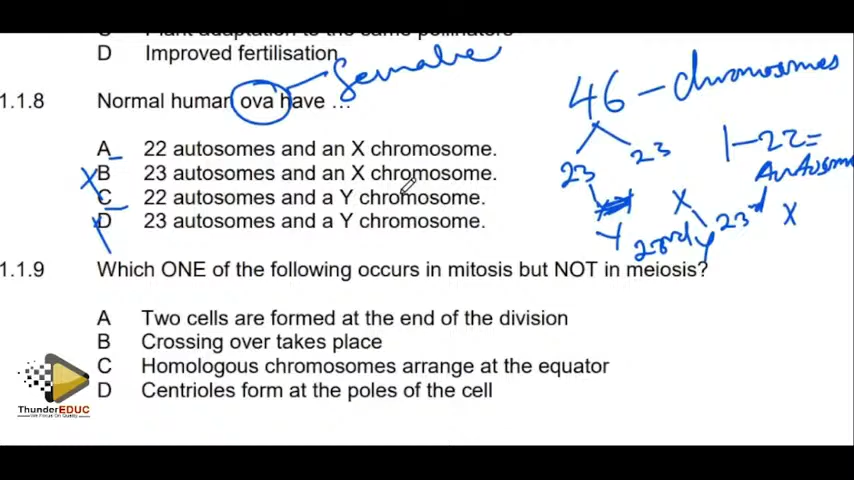 D Improved fertilisation
female
46 - chromosomes
1.1.8 Normal human ova have ...
A 22 autosomes and an X chromosome.
B 23 autosomes and an X chromosome.
C 22 autosomes and a Y chromosome.
D 23 autosomes and a Y chromosome.
23 23
1-22=
Autosome
X
Y 23rd Y 23rd X
1.1.9 Which ONE of the following occurs in mitosis but NOT in meiosis?
A Two cells are formed at the end of the division
B Crossing over takes place
C Homologous chromosomes arrange at the equator
D Centrioles form at the poles of the cell
ThunderEDUC
We Focus On Quality